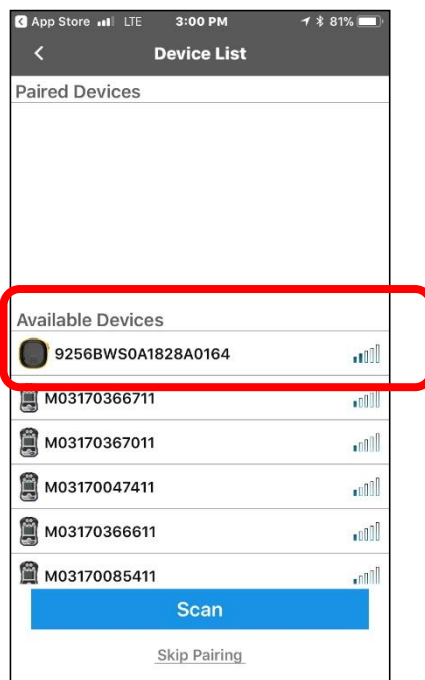 App Store LTE 3:00 PM 81%
Device List
Paired Devices
Available Devices
9256BWS0A1828A0164
M03170366711
M03170367011
M03170047411
M03170366611
M03170085411
Scan
Skip Pairing